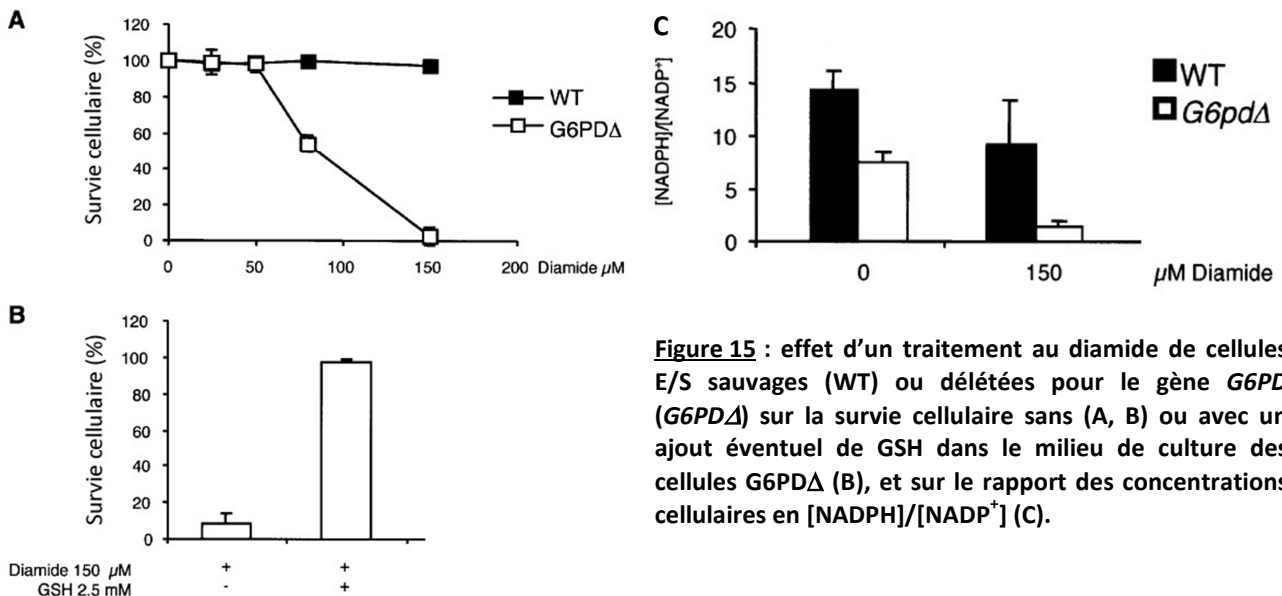 A
Survie cellulaire (%)
120
100
80
60
40
20
0
0 50 100 150 200 Diamide µM
WT
G6PDΔ
B
Survie cellulaire (%)
120
100
80
60
40
20
0
Diamide 150 µM + +
GSH 2.5 mM - +
C
[NADPH]/[NADP+]
20
15
10
5
0
0 150 µM Diamide
WT
G6pdΔ
Figure 15 : effet d’un traitement au diamide de cellules
E/S sauvages (WT) ou délétées pour le gène G6PD
(G6PDΔ) sur la survie cellulaire sans (A, B) ou avec un
ajout éventuel de GSH dans le milieu de culture des
cellules G6PDΔ (B), et sur le rapport des concentrations
cellulaires en [NADPH]/[NADP+] (C).